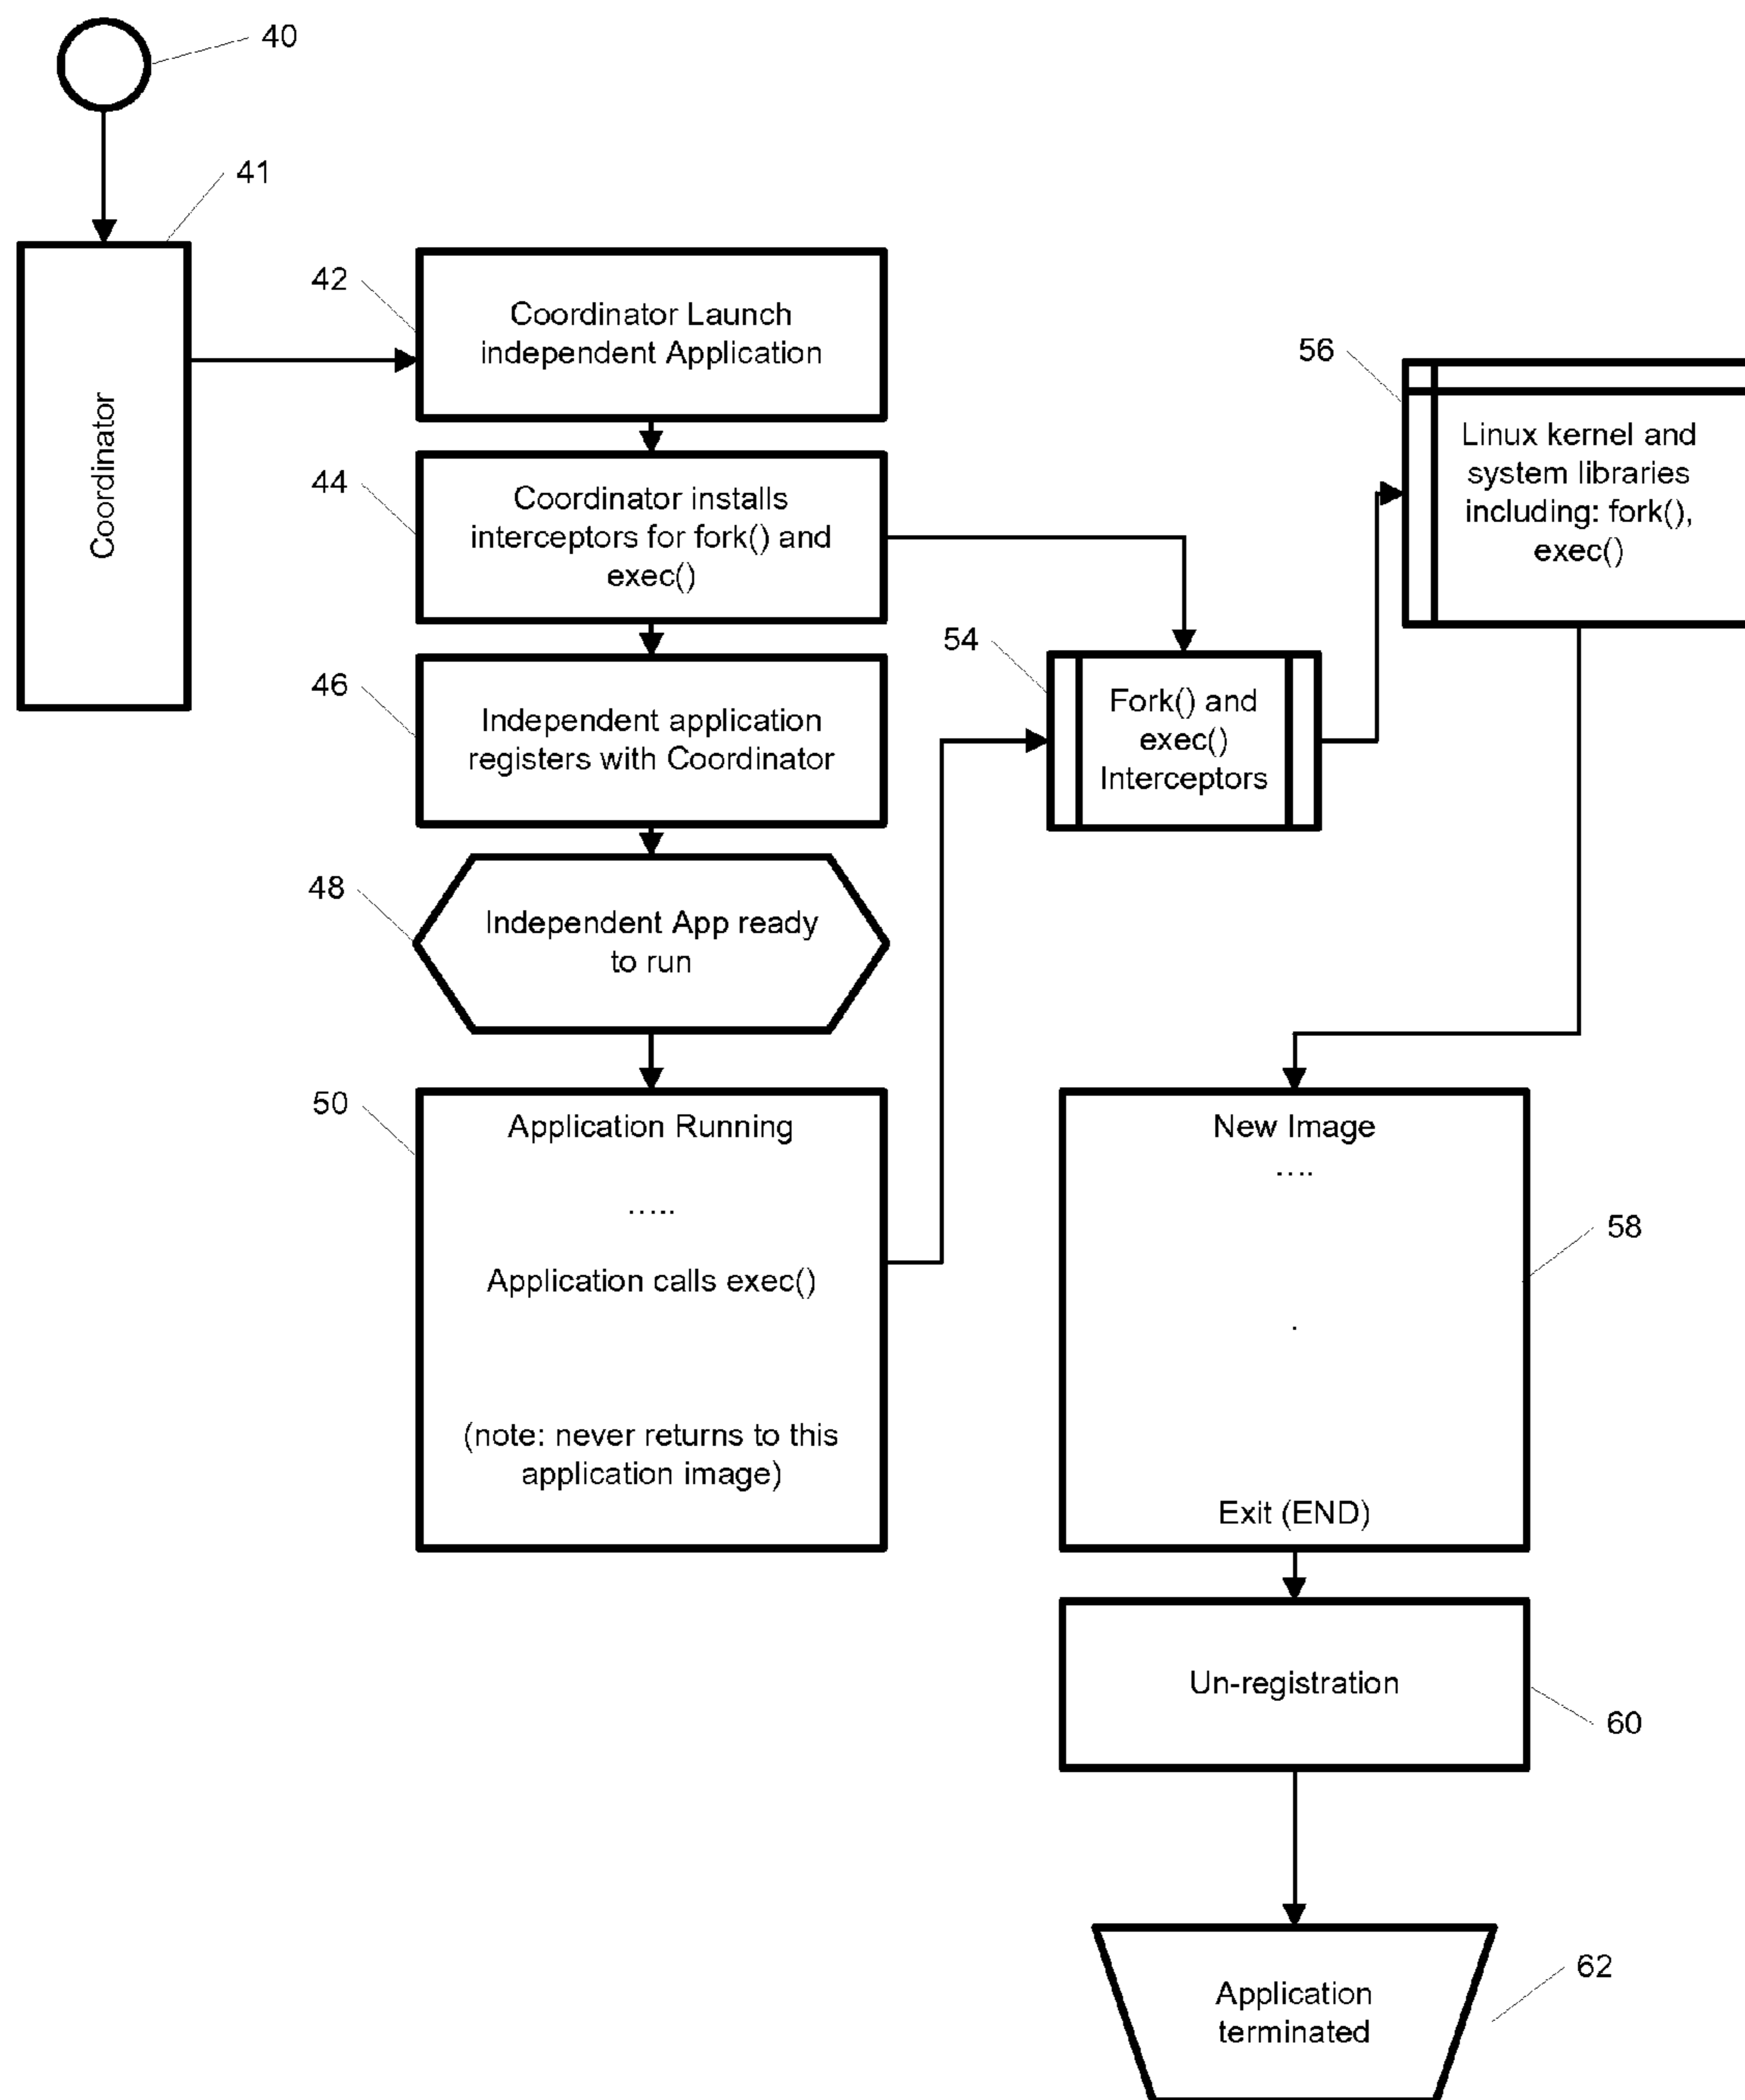 40
41
Coordinator
42
Coordinator Launch
independent Application
44
Coordinator installs
interceptors for fork() and
exec()
46
Independent application
registers with Coordinator
48
Independent App ready
to run
50
Application Running
.....
Application calls exec()
(note: never returns to this
application image)
54
Fork() and
exec()
Interceptors
56
Linux kernel and
system libraries
including: fork(),
exec()
New Image
....
.
Exit (END)
58
Un-registration
60
Application
terminated
62